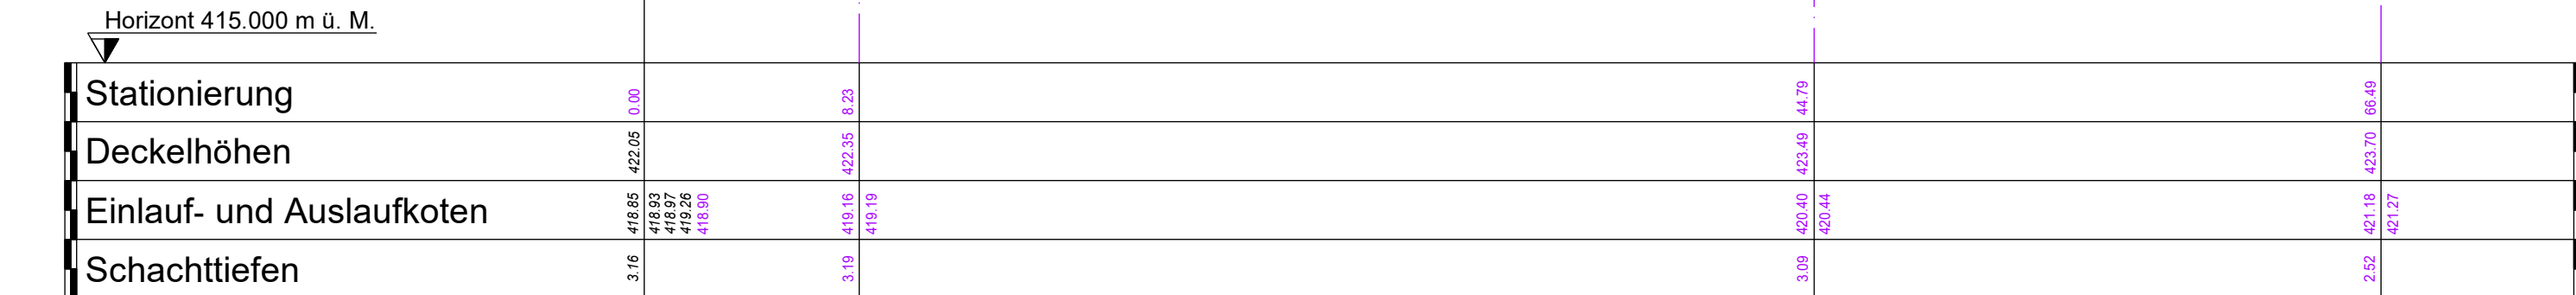 Horizont 415.000 m ü. M.
Stationierung 0.00 8.23 44.79 66.49
Deckelhöhen 422.05 422.35 423.49 423.70
Einlauf- und Auslaufkoten 418.85 418.93 418.97 419.26 418.90 419.16 419.19 420.40 420.44 421.18 421.27
Schachttiefen 3.16 3.19 3.09 2.52